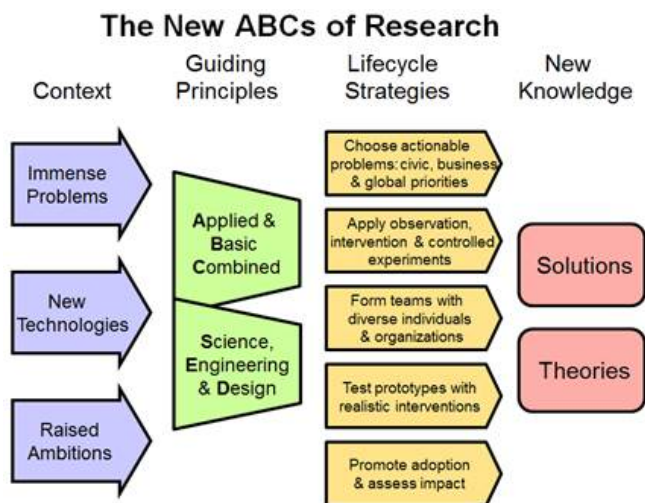 The New ABCs of Research
Context
Guiding
Principles
Lifecycle
Strategies
New
Knowledge
Immense
Problems
New
Technologies
Raised
Ambitions
Applied &
Basic
Combined
Science,
Engineering
& Design
Choose actionable
problems: civic, business
& global priorities
Apply observation,
intervention & controlled
experiments
Form teams with
diverse individuals
& organizations
Test prototypes with
realistic interventions
Promote adoption
& assess impact
Solutions
Theories